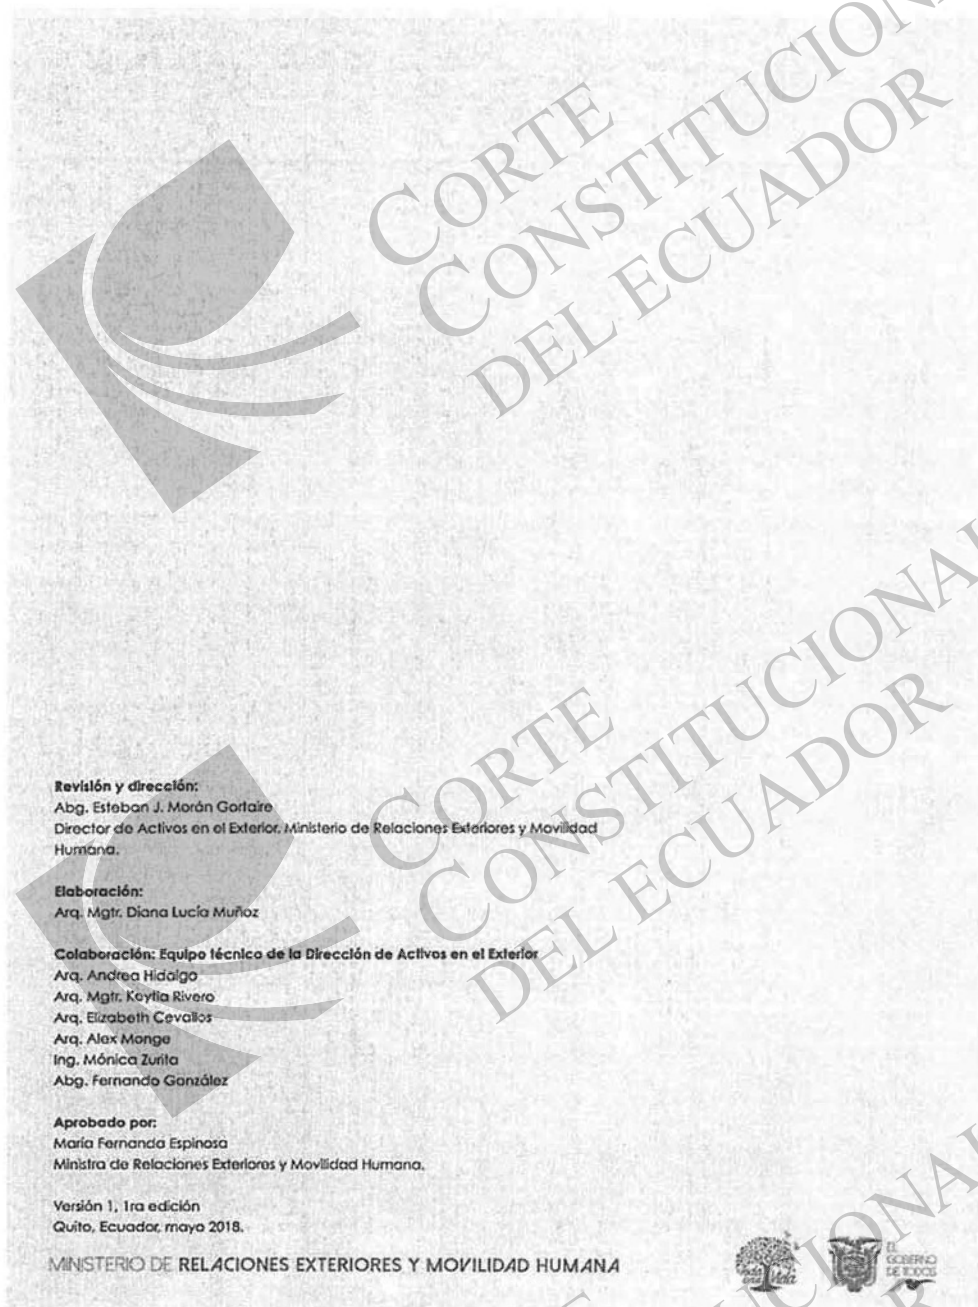 CORTE
CONSTITUCIONAL
DEL ECUADOR
CORTE
CONSTITUCIONAL
DEL ECUADOR
Revisión y dirección:
Abg. Esteban J. Morán Gortaire
Director de Activos en el Exterior, Ministerio de Relaciones Exteriores y Movilidad
Humana.
Elaboración:
Arq. Mgtr. Diana Lucía Muñoz
Colaboración: Equipo técnico de la Dirección de Activos en el Exterior
Arq. Andrea Hidalgo
Arq. Mgtr. Keytia Rivero
Arq. Elizabeth Cevallos
Arq. Alex Monge
Ing. Mónica Zurita
Abg. Fernando González
Aprobado por:
María Fernanda Espinosa
Ministra de Relaciones Exteriores y Movilidad Humana.
Versión 1, 1ra edición
Quito, Ecuador, mayo 2018.
MINISTERIO DE RELACIONES EXTERIORES Y MOVILIDAD HUMANA
toda una Vida
EL
GOBIERNO
DE TODOS